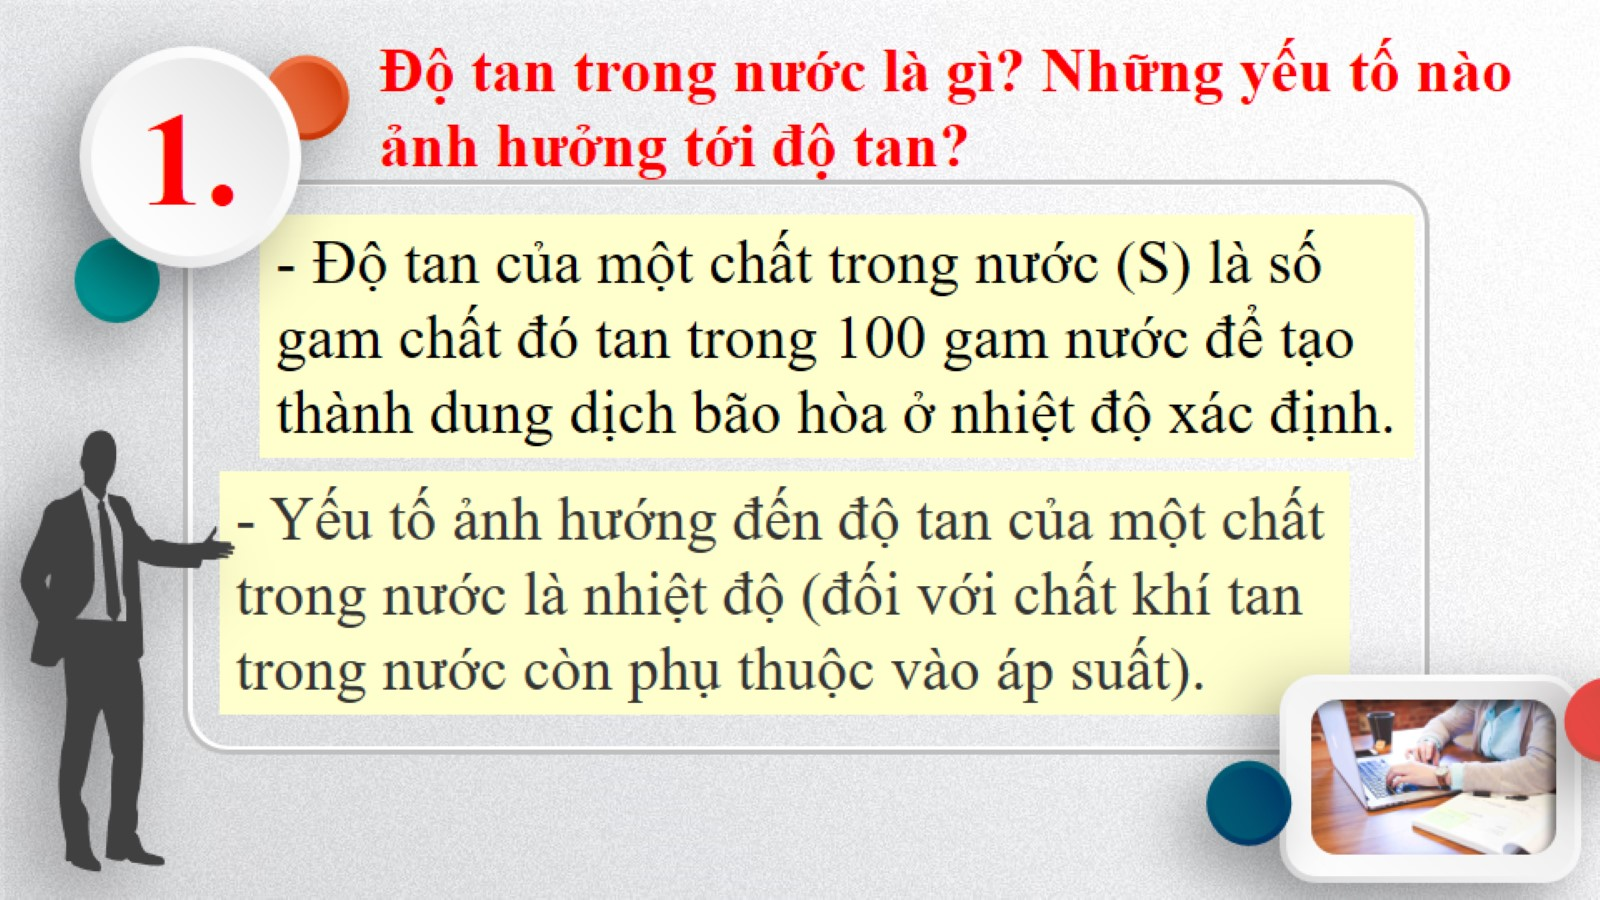 1.
Độ tan trong nước là gì? Những yếu tố nào
ảnh hưởng tới độ tan?
- Độ tan của một chất trong nước (S) là số
gam chất đó tan trong 100 gam nước để tạo
thành dung dịch bão hòa ở nhiệt độ xác định.
- Yếu tố ảnh hướng đến độ tan của một chất
trong nước là nhiệt độ (đối với chất khí tan
trong nước còn phụ thuộc vào áp suất).